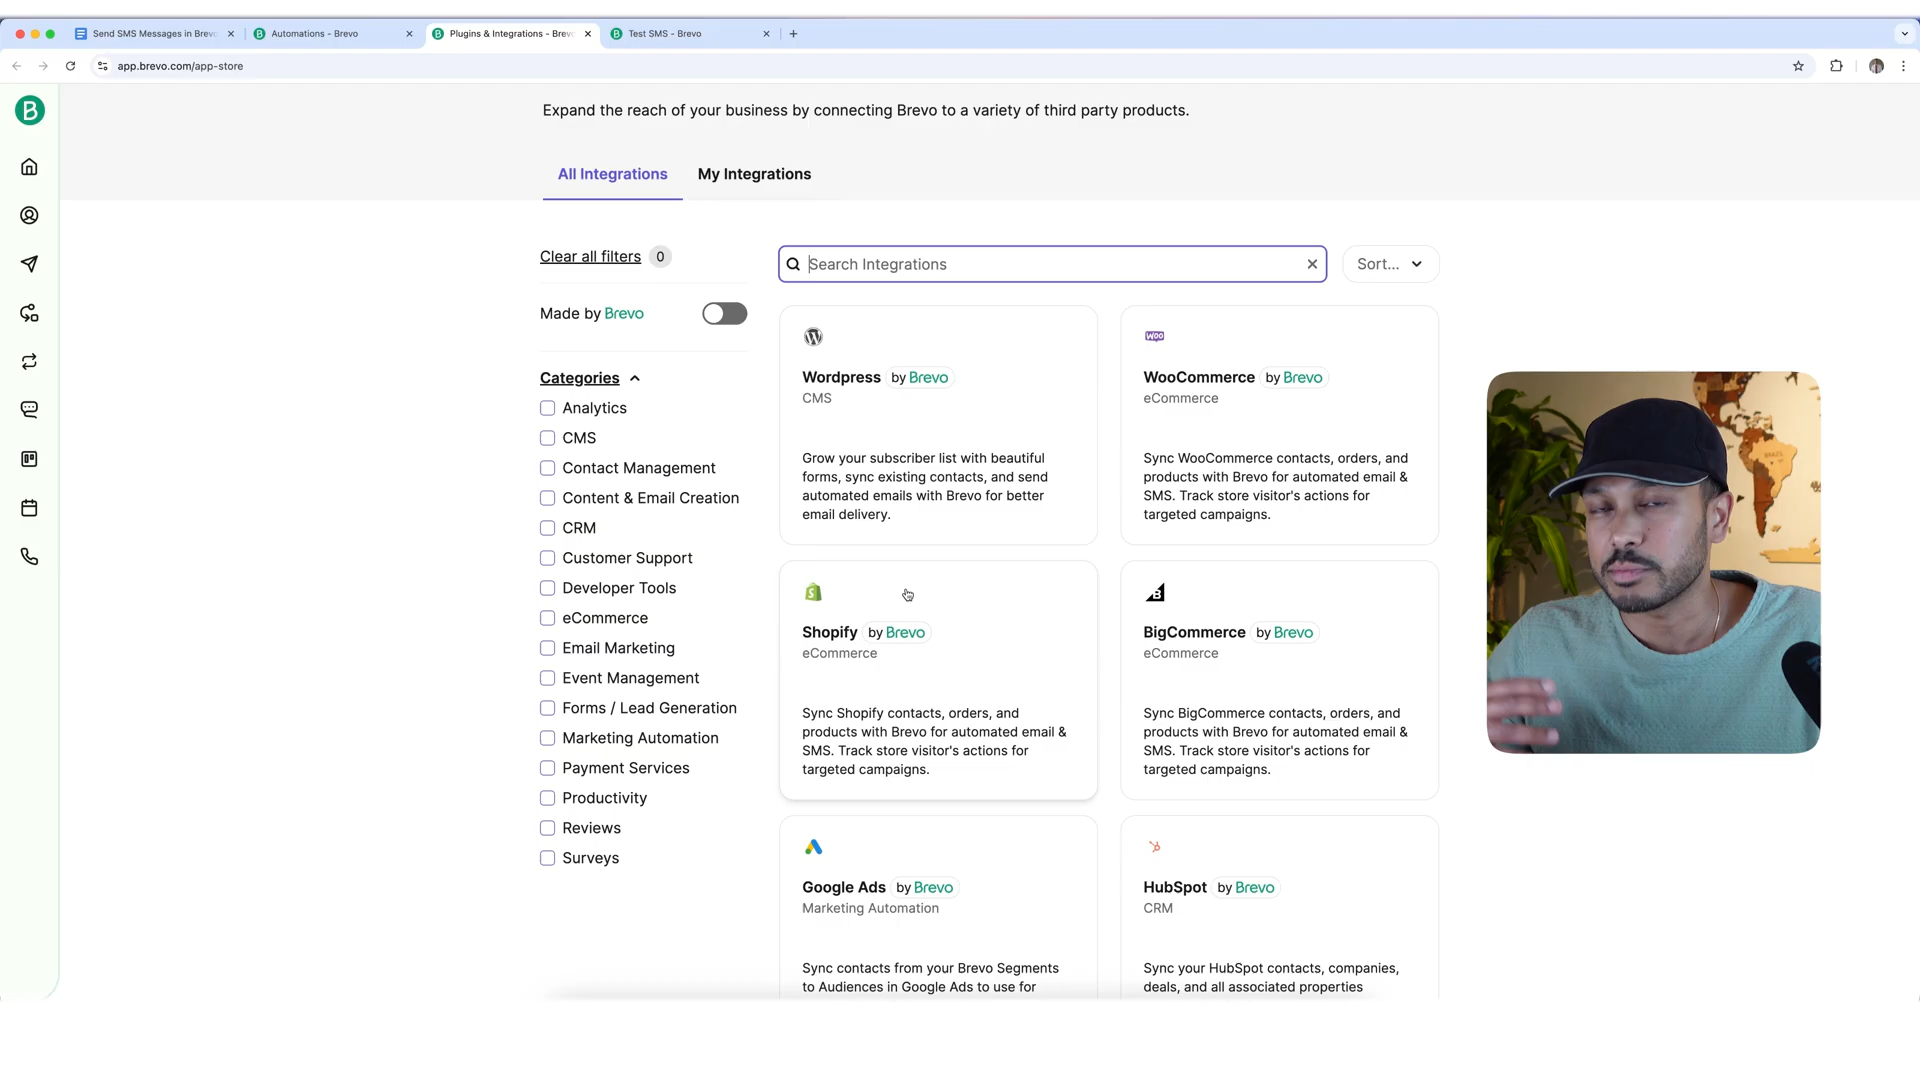 Send SMS Messages in Brevo
Automations - Brevo
Plugins & Integrations - Brevo
Test SMS - Brevo
app.brevo.com/app-store
B
Expand the reach of your business by connecting Brevo to a variety of third party products.
All Integrations
My Integrations
Clear all filters 0
Search Integrations
Sort...
Made by Brevo
Categories
Analytics
CMS
Contact Management
Content & Email Creation
CRM
Customer Support
Developer Tools
eCommerce
Email Marketing
Event Management
Forms / Lead Generation
Marketing Automation
Payment Services
Productivity
Reviews
Surveys
Wordpress by Brevo
CMS
Grow your subscriber list with beautiful
forms, sync existing contacts, and send
automated emails with Brevo for better
email delivery.
Woo
WooCommerce by Brevo
eCommerce
Sync WooCommerce contacts, orders, and
products with Brevo for automated email &
SMS. Track store visitor's actions for
targeted campaigns.
Shopify by Brevo
eCommerce
Sync Shopify contacts, orders, and
products with Brevo for automated email &
SMS. Track store visitor's actions for
targeted campaigns.
BigCommerce by Brevo
eCommerce
Sync BigCommerce contacts, orders, and
products with Brevo for automated email &
SMS. Track store visitor's actions for
targeted campaigns.
Google Ads by Brevo
Marketing Automation
Sync contacts from your Brevo Segments
to Audiences in Google Ads to use for
HubSpot by Brevo
CRM
Sync your HubSpot contacts, companies,
deals, and all associated properties
BRAZIL